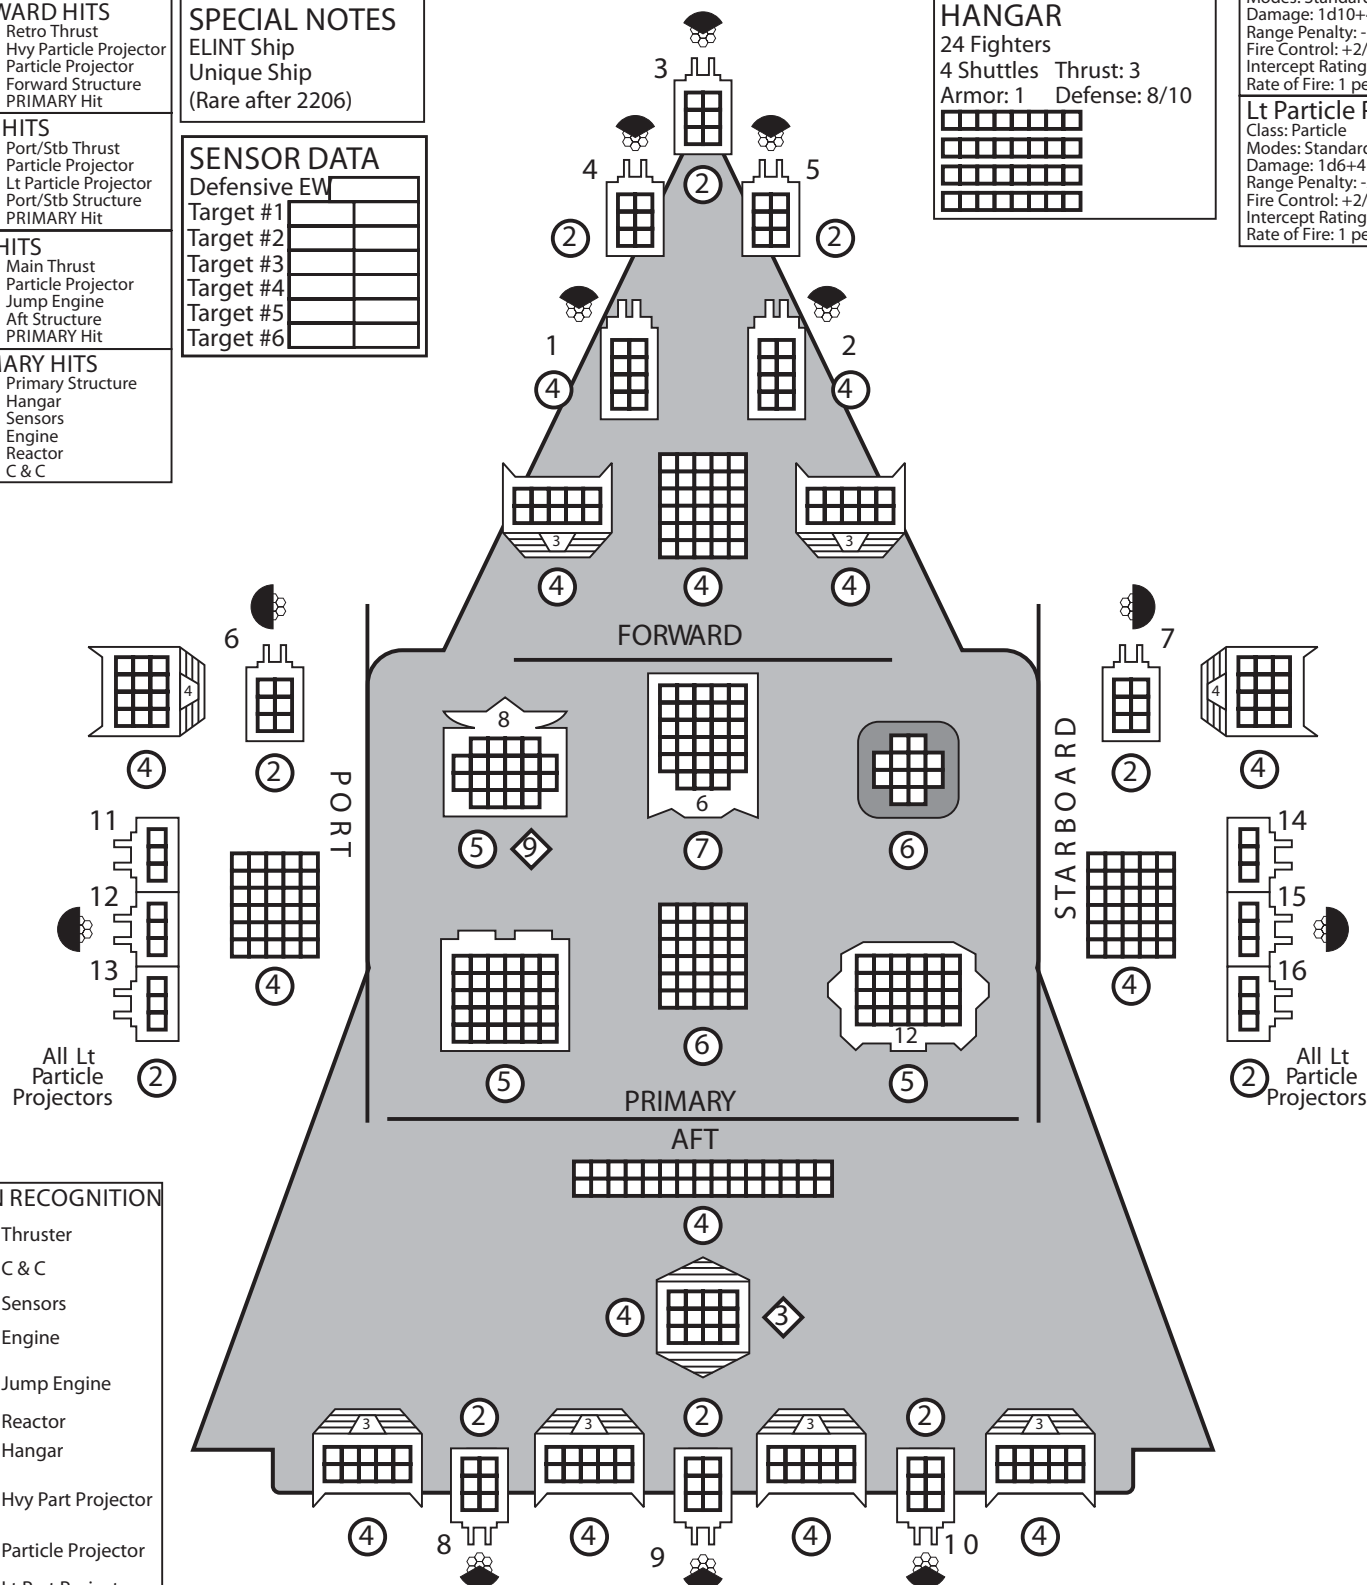 WARD HITS
Retro Thrust
Hvy Particle Projector
Particle Projector
Forward Structure
PRIMARY Hit
HITS
Port/Stb Thrust
Particle Projector
Lt Particle Projector
Port/Stb Structure
PRIMARY Hit
HITS
Main Thrust
Particle Projector
Jump Engine
Aft Structure
PRIMARY Hit
ARY HITS
Primary Structure
Hangar
Sensors
Engine
Reactor
C & C
SPECIAL NOTES
ELINT Ship
Unique Ship
(Rare after 2206)
SENSOR DATA
Defensive EW
Target #1
Target #2
Target #3
Target #4
Target #5
Target #6
HANGAR
24 Fighters
4 Shuttles Thrust: 3
Armor: 1 Defense: 8/10
Modes: Standard
Damage: 1d10+
Range Penalty: -
Fire Control: +2/
Intercept Rating
Rate of Fire: 1 pe
Lt Particle P
Class: Particle
Modes: Standard
Damage: 1d6+4
Range Penalty: -
Fire Control: +2/
Intercept Rating
Rate of Fire: 1 pe
3
2
4
5
2
2
1
2
4
4
3
3
4
4
4
FORWARD
6
7
4
4
4
2
2
4
PORT
STARBOARD
8
6
5
9
7
6
11
12
13
14
15
16
4
4
12
5
6
5
All Lt
Particle
Projectors
2
2
All Lt
Particle
Projectors
PRIMARY
AFT
4
4
3
2
2
2
3
3
3
3
4
4
4
4
8
9
10
N RECOGNITION
Thruster
C & C
Sensors
Engine
Jump Engine
Reactor
Hangar
Hvy Part Projector
Particle Projector